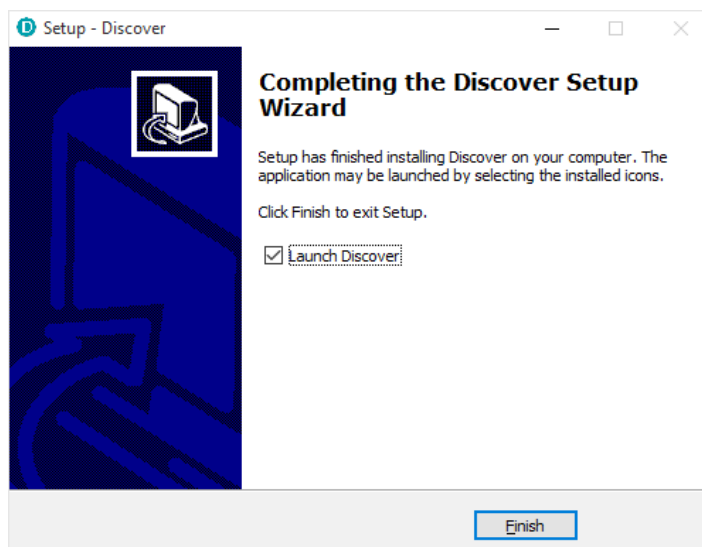 D Setup - Discover
Completing the Discover Setup
Wizard
Setup has finished installing Discover on your computer. The
application may be launched by selecting the installed icons.
Click Finish to exit Setup.
Launch Discover
Finish